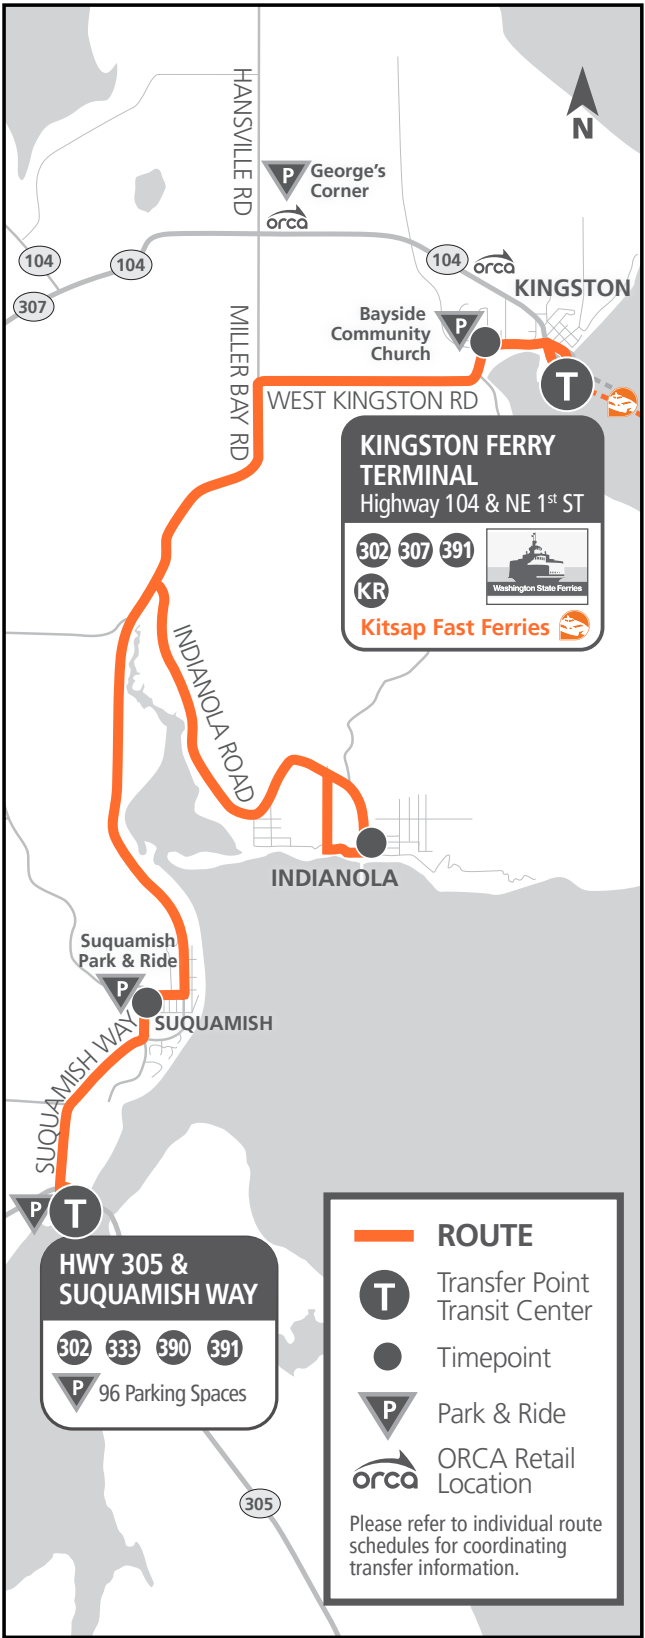 HANSVILLE RD
N
P
George's
Corner
orca
104
104
307
104
orca
KINGSTON
MILLER BAY RD
Bayside
Community
Church
P
T
WEST KINGSTON RD
KINGSTON FERRY
TERMINAL
Highway 104 & NE 1st ST
302 307 391
KR
Washington State Ferries
Kitsap Fast Ferries
INDIANOLA ROAD
INDIANOLA
Suquamish
Park & Ride
P
SUQUAMISH
SUQUAMISH WAY
P
T
HWY 305 &
SUQUAMISH WAY
302 333 390 391
P 96 Parking Spaces
305
ROUTE
T
Transfer Point
Transit Center
Timepoint
P
Park & Ride
orca
ORCA Retail
Location
Please refer to individual route
schedules for coordinating
transfer information.